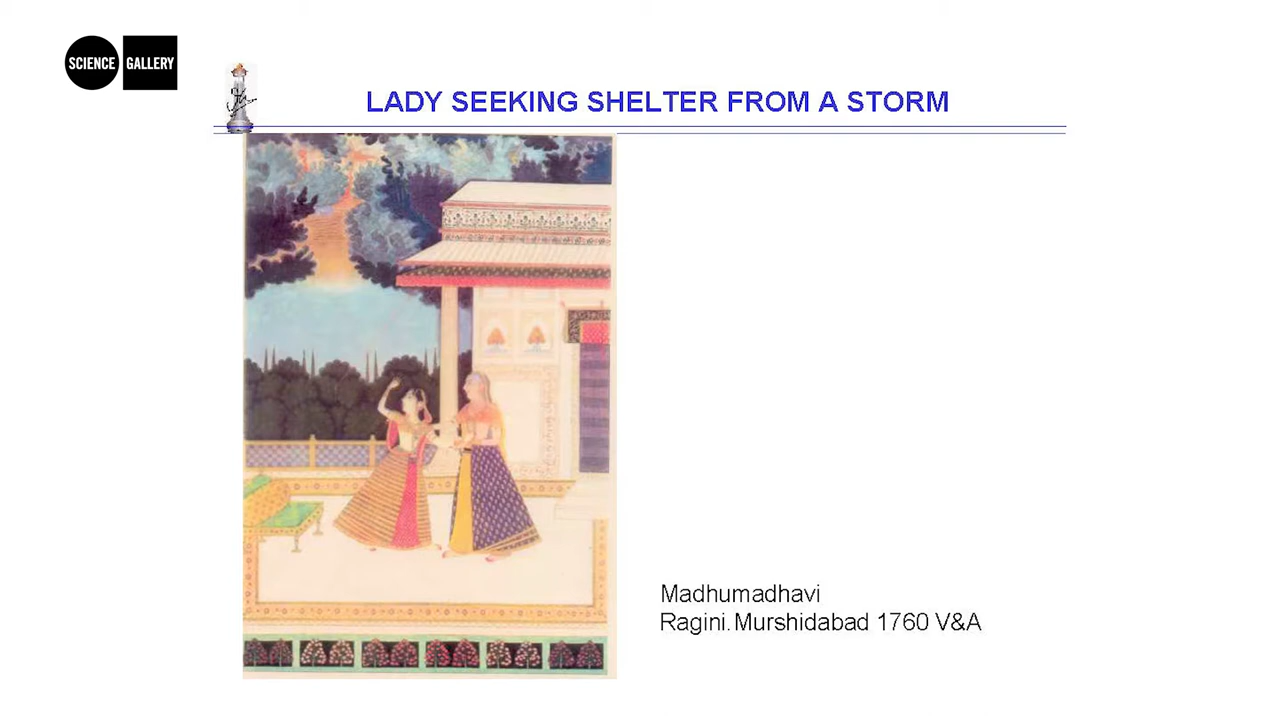 SCIENCE GALLERY
LADY SEEKING SHELTER FROM A STORM
Madhumadhavi
Ragini.Murshidabad 1760 V&A